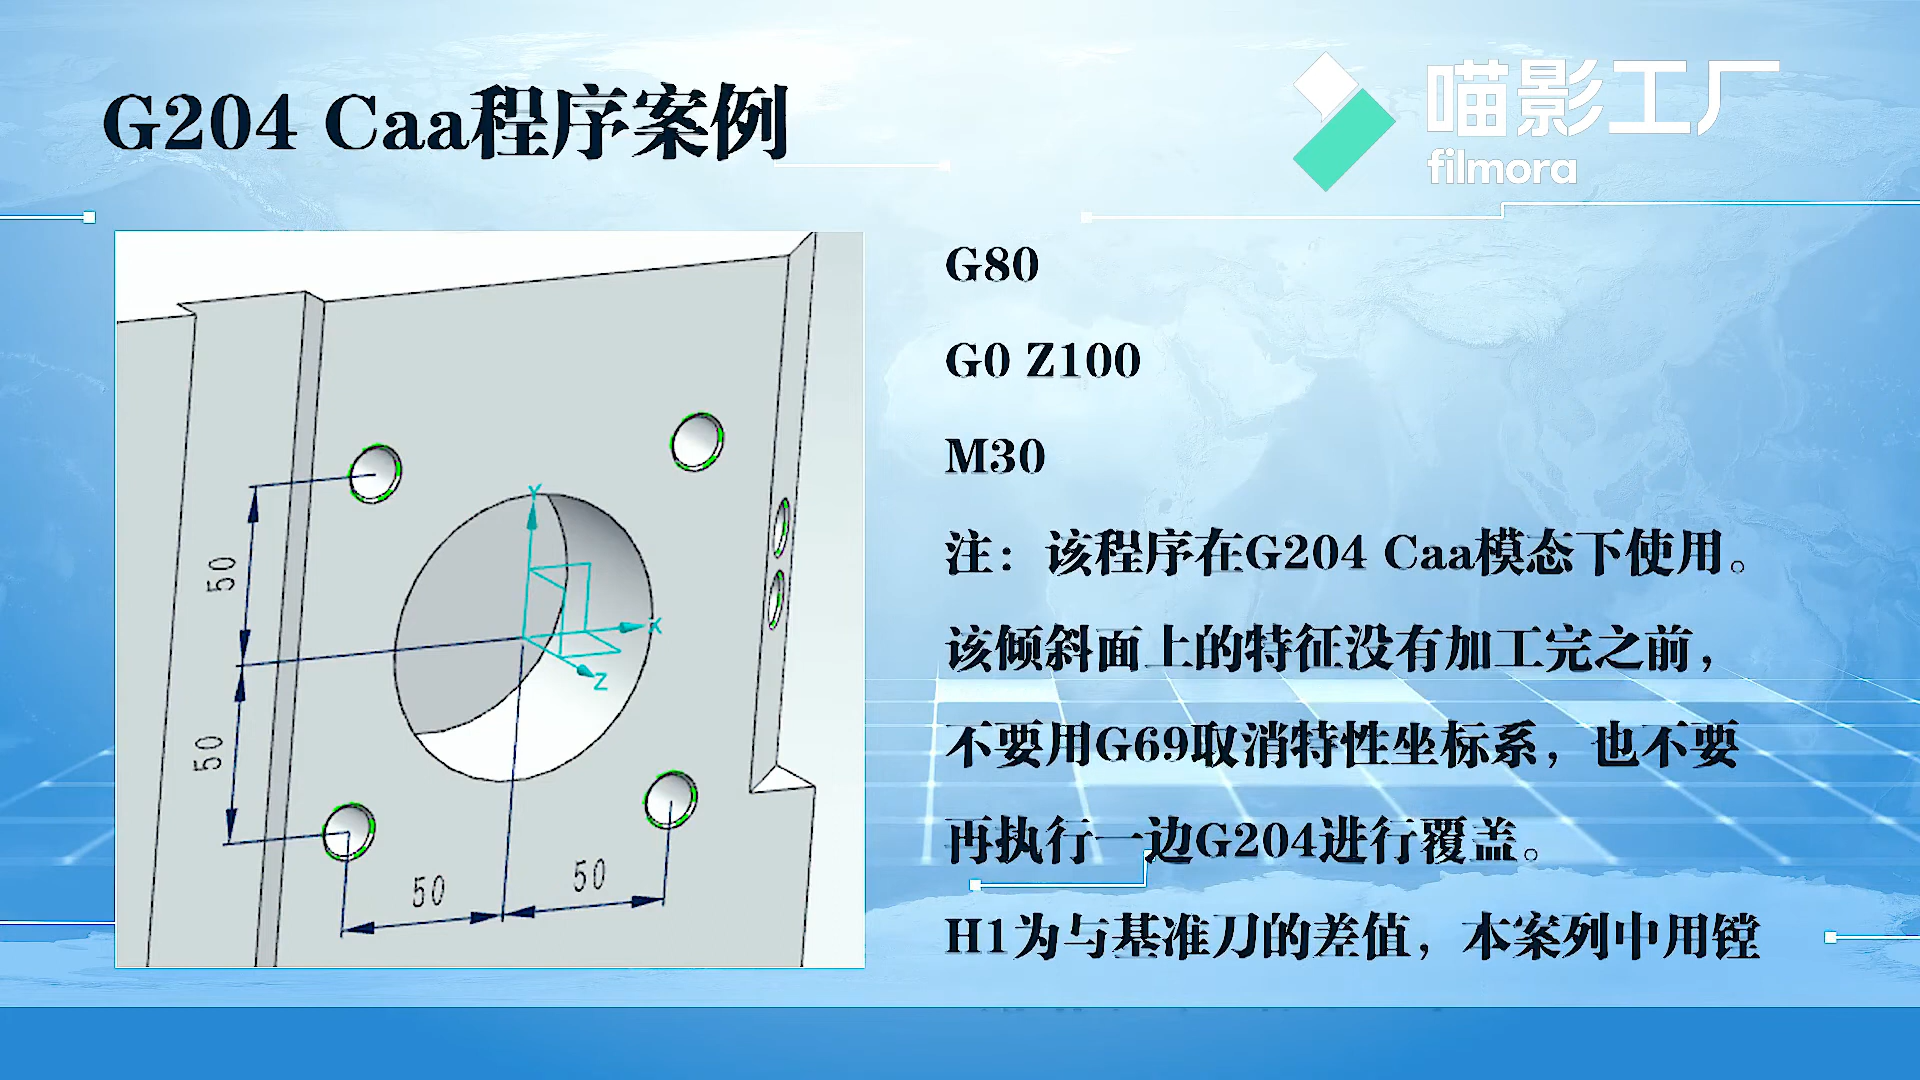 G204 Caa程序案例
喵影工厂
filmora
G80
G0 Z100
M30
注：该程序在G204 Caa模态下使用。
该倾斜面上的特征没有加工完之前，
不要用G69取消特性坐标系，也不要
再执行一边G204进行覆盖。
H1为与基准刀的差值，本案列中用镗
Y
X
Z
50
50
50
50